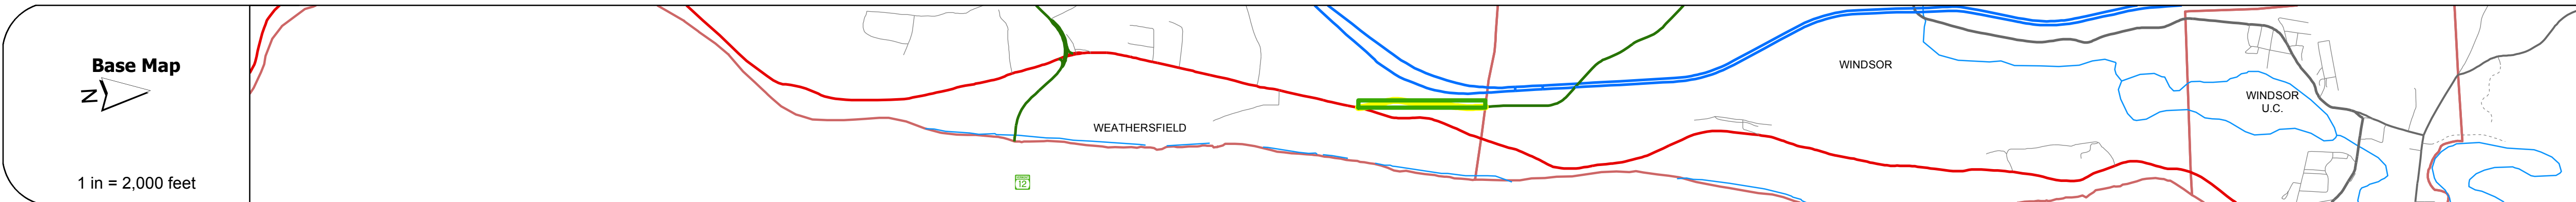 Base Map
N
1 in = 2,000 feet
WEATHERSFIELD
12
WINDSOR
WINDSOR
U.C.